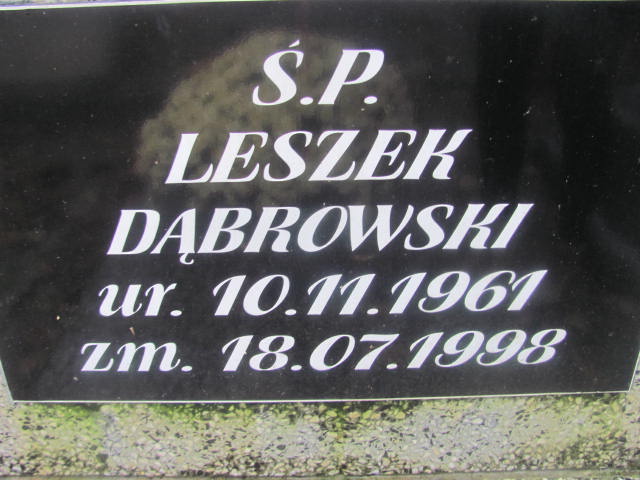 Ś.P.
LESZEK
DĄBROWSKI
ur. 10.11.1961
zm. 18.07.1998